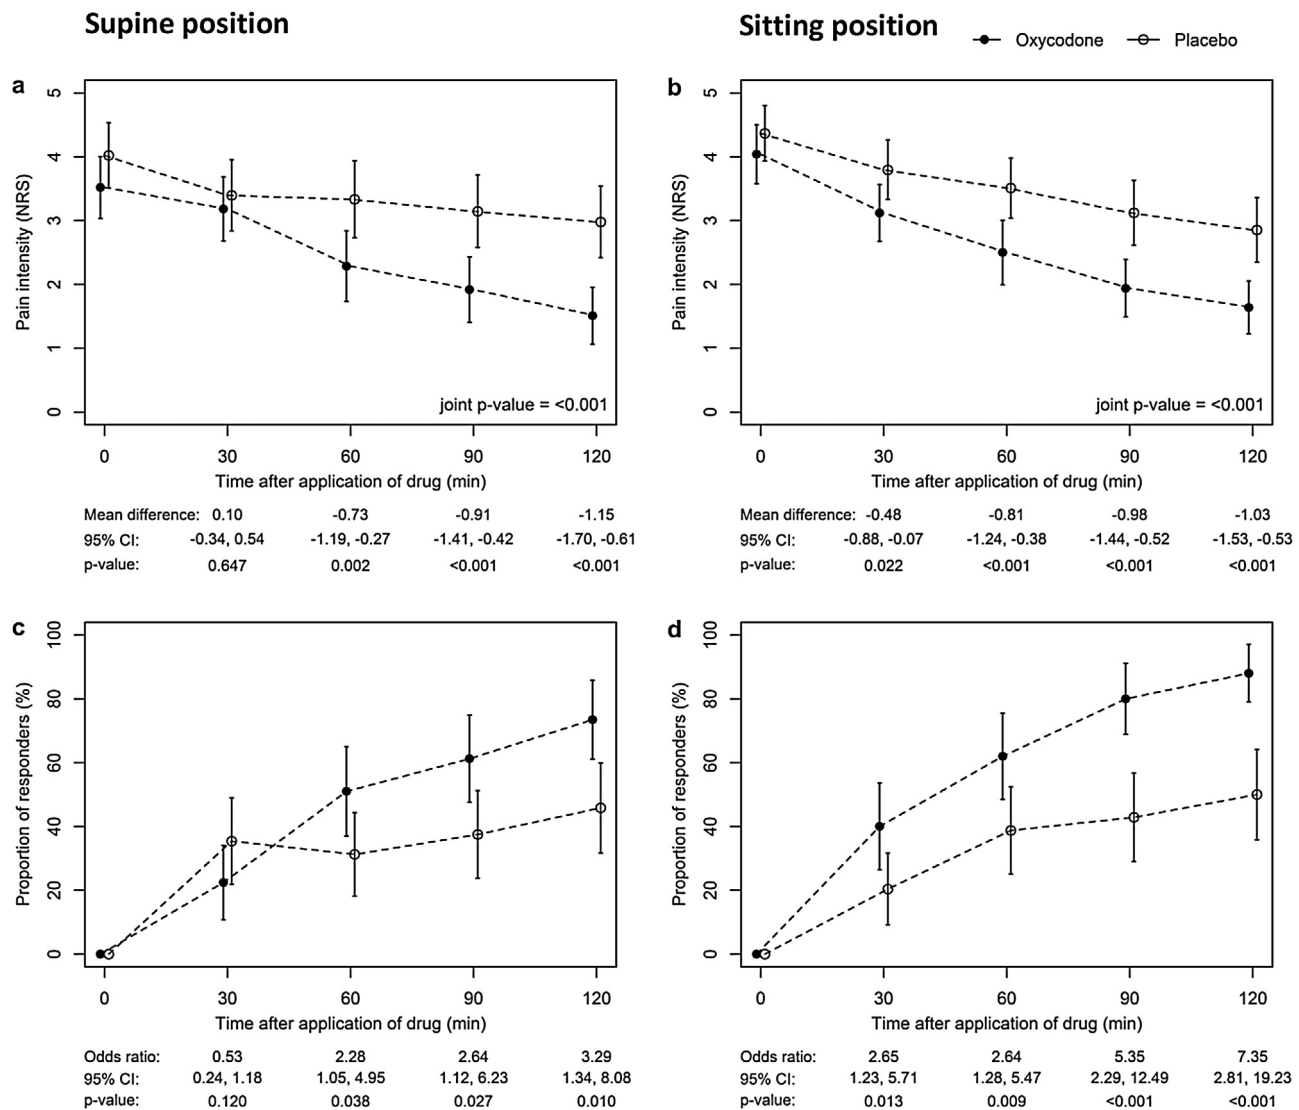 Supine position
Sitting position
Oxycodone Placebo
a
5
4
3
2
1
0
Pain intensity (NRS)
joint p-value = <0.001
0 30 60 90 120
Time after application of drug (min)
Mean difference: 0.10 -0.73 -0.91 -1.15
95% CI: -0.34, 0.54 -1.19, -0.27 -1.41, -0.42 -1.70, -0.61
p-value: 0.647 0.002 <0.001 <0.001
b
5
4
3
2
1
0
Pain intensity (NRS)
joint p-value = <0.001
0 30 60 90 120
Time after application of drug (min)
Mean difference: -0.48 -0.81 -0.98 -1.03
95% CI: -0.88, -0.07 -1.24, -0.38 -1.44, -0.52 -1.53, -0.53
p-value: 0.022 <0.001 <0.001 <0.001
c
100
80
60
40
20
0
Proportion of responders (%)
0 30 60 90 120
Time after application of drug (min)
Odds ratio: 0.53 2.28 2.64 3.29
95% CI: 0.24, 1.18 1.05, 4.95 1.12, 6.23 1.34, 8.08
p-value: 0.120 0.038 0.027 0.010
d
100
80
60
40
20
0
Proportion of responders (%)
0 30 60 90 120
Time after application of drug (min)
Odds ratio: 2.65 2.64 5.35 7.35
95% CI: 1.23, 5.71 1.28, 5.47 2.29, 12.49 2.81, 19.23
p-value: 0.013 0.009 <0.001 <0.001